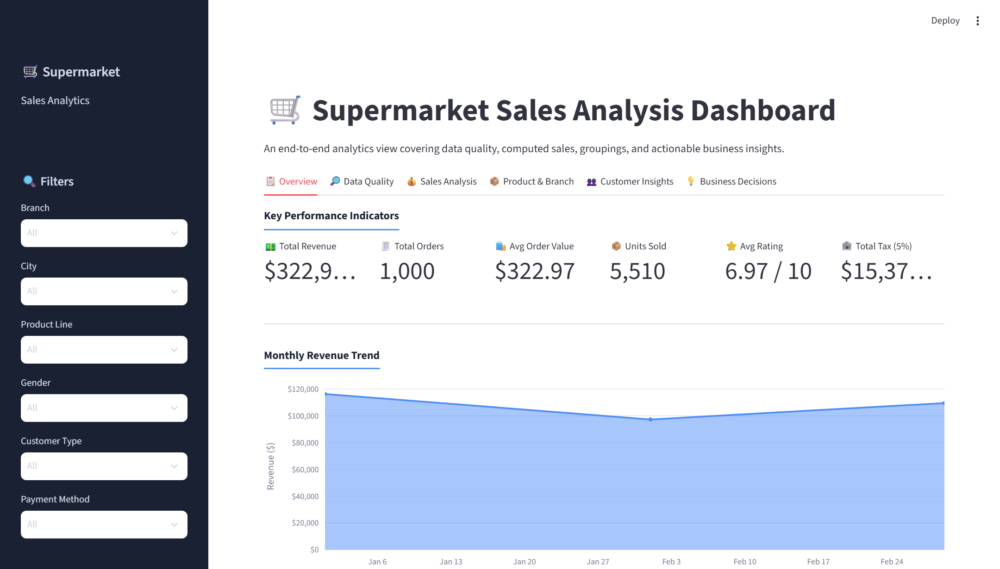 Deploy
🛒 Supermarket
Sales Analytics
🔍 Filters
Branch
All
City
All
Product Line
All
Gender
All
Customer Type
All
Payment Method
All
🛒 Supermarket Sales Analysis Dashboard
An end-to-end analytics view covering data quality, computed sales, groupings, and actionable business insights.
📋 Overview 🔎 Data Quality 💰 Sales Analysis 📦 Product & Branch 👥 Customer Insights 💡 Business Decisions
Key Performance Indicators
💵 Total Revenue
$322,9...
🧾 Total Orders
1,000
🛍️ Avg Order Value
$322.97
📦 Units Sold
5,510
⭐ Avg Rating
6.97 / 10
🏛️ Total Tax (5%)
$15,37...
Monthly Revenue Trend
Revenue ($)
$120,000
$100,000
$80,000
$60,000
$40,000
$20,000
$0
Jan 6 Jan 13 Jan 20 Jan 27 Feb 3 Feb 10 Feb 17 Feb 24